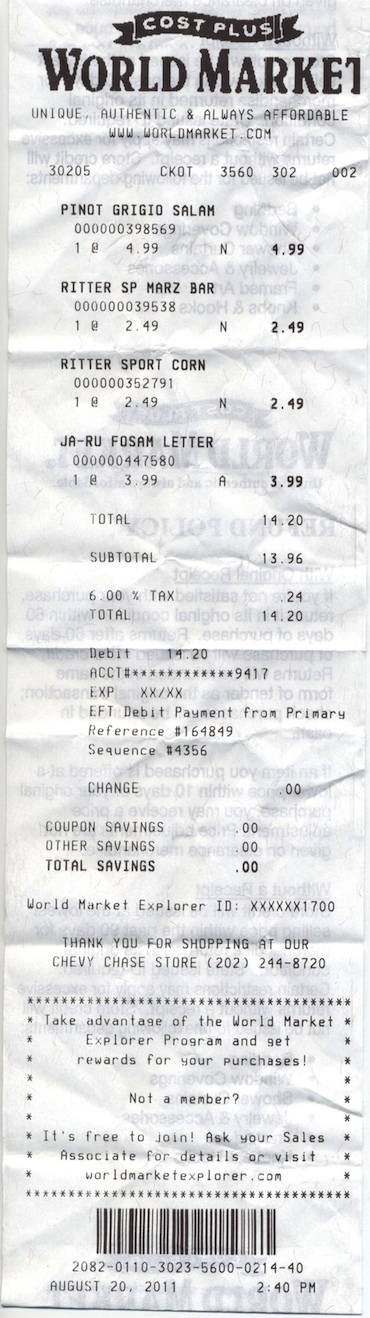 COST PLUS
WORLD MARKET
UNIQUE, AUTHENTIC & ALWAYS AFFORDABLE
WWW.WORLDMARKET.COM
30205 CKOT 3560 302 002
PINOT GRIGIO SALAM
000000398569
1 @ 4.99 N 4.99
RITTER SP MARZ BAR
000000039538
1 @ 2.49 N 2.49
RITTER SPORT CORN
000000352791
1 @ 2.49 N 2.49
JA-RU FOSAM LETTER
000000447580
1 @ 3.99 A 3.99
TOTAL 14.20
SUBTOTAL 13.96
6.00 % TAX .24
TOTAL 14.20
Debit 14.20
ACCT#************9417
EXP XX/XX
EFT Debit Payment from Primary
Reference #164849
Sequence #4356
CHANGE .00
COUPON SAVINGS .00
OTHER SAVINGS .00
TOTAL SAVINGS .00
World Market Explorer ID: XXXXXX1700
THANK YOU FOR SHOPPING AT OUR
CHEVY CHASE STORE (202) 244-8720
************************************
* Take advantage of the World Market *
* Explorer Program and get *
* rewards for your purchases! *
* *
* Not a member? *
* *
* It's free to join! Ask your Sales *
* Associate for details or visit *
* worldmarketexplorer.com *
************************************
2082-0110-3023-5600-0214-40
AUGUST 20, 2011 2:40 PM